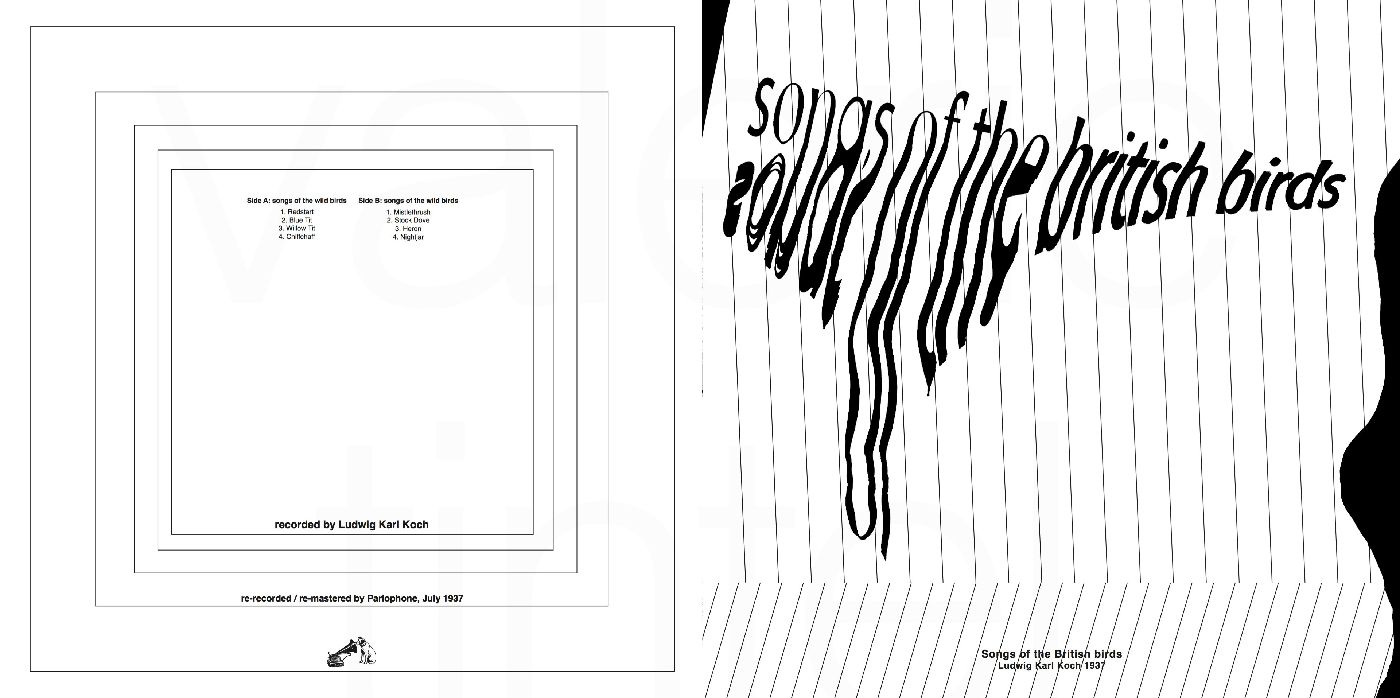 Side A: songs of the wild birds
1. Redstart
2. Blue Tit
3. Willow Tit
4. Chiffchaff
Side B: songs of the wild birds
1. Mistlethrush
2. Stock Dove
3. Heron
4. Nightjar
recorded by Ludwig Karl Koch
re-recorded / re-mastered by Parlophone, July 1937
songs of the british birds
Songs of the British birds
Ludwig Karl Koch 1937